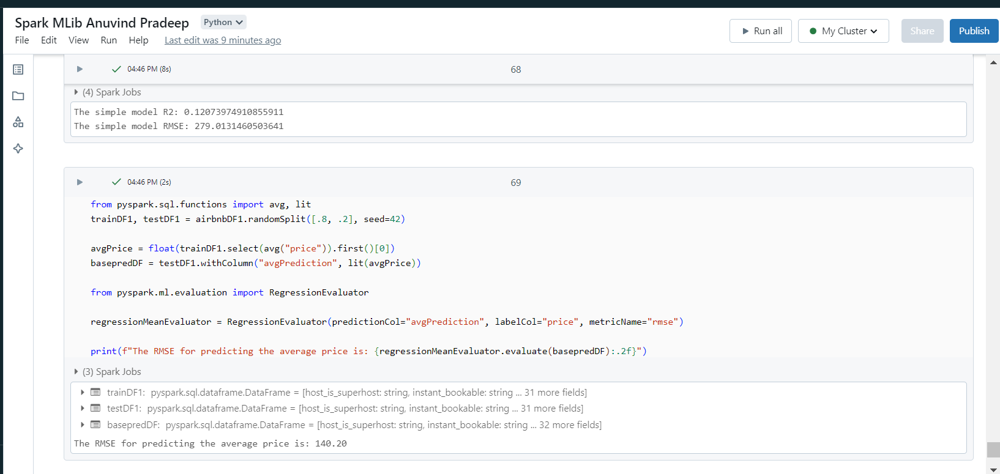 Spark MLib Anuvind Pradeep Python
File Edit View Run Help Last edit was 9 minutes ago
Run all My Cluster Share Publish
04:46 PM (8s) 68
(4) Spark Jobs
The simple model R2: 0.12073974910855911
The simple model RMSE: 279.0131460503641
04:46 PM (2s) 69
from pyspark.sql.functions import avg, lit
trainDF1, testDF1 = airbnbDF1.randomSplit([.8, .2], seed=42)
avgPrice = float(trainDF1.select(avg("price")).first()[0])
basepredDF = testDF1.withColumn("avgPrediction", lit(avgPrice))
from pyspark.ml.evaluation import RegressionEvaluator
regressionMeanEvaluator = RegressionEvaluator(predictionCol="avgPrediction", labelCol="price", metricName="rmse")
print(f"The RMSE for predicting the average price is: {regressionMeanEvaluator.evaluate(basepredDF):.2f}")
(3) Spark Jobs
trainDF1: pyspark.sql.dataframe.DataFrame = [host_is_superhost: string, instant_bookable: string ... 31 more fields]
testDF1: pyspark.sql.dataframe.DataFrame = [host_is_superhost: string, instant_bookable: string ... 31 more fields]
basepredDF: pyspark.sql.dataframe.DataFrame = [host_is_superhost: string, instant_bookable: string ... 32 more fields]
The RMSE for predicting the average price is: 140.20